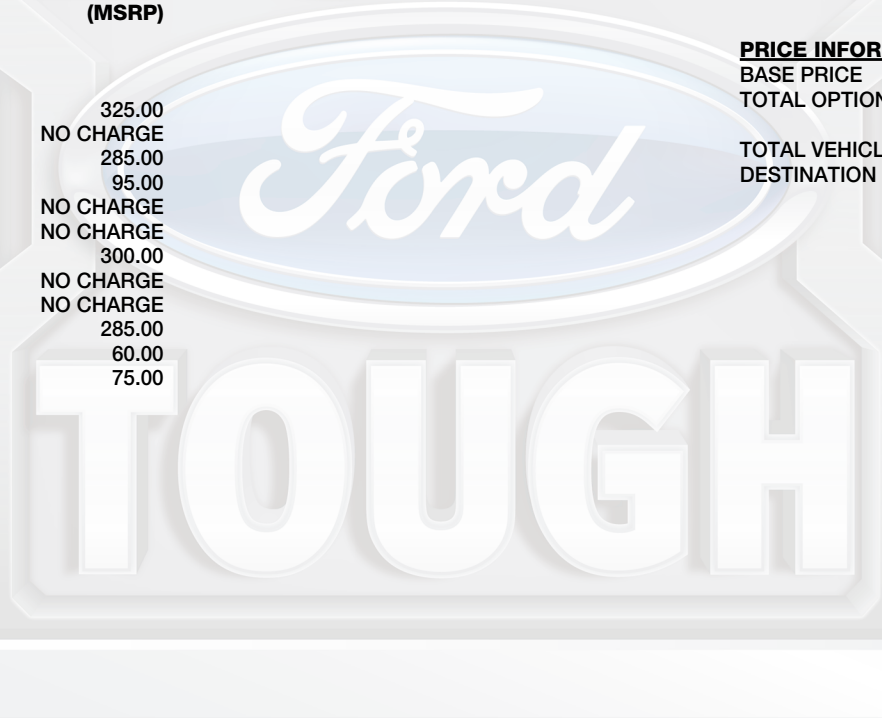 (MSRP)
325.00
NO CHARGE
285.00
95.00
NO CHARGE
NO CHARGE
300.00
NO CHARGE
NO CHARGE
285.00
60.00
75.00
PRICE INFOR
BASE PRICE
TOTAL OPTION
TOTAL VEHICL
DESTINATION
Ford
TOUGH